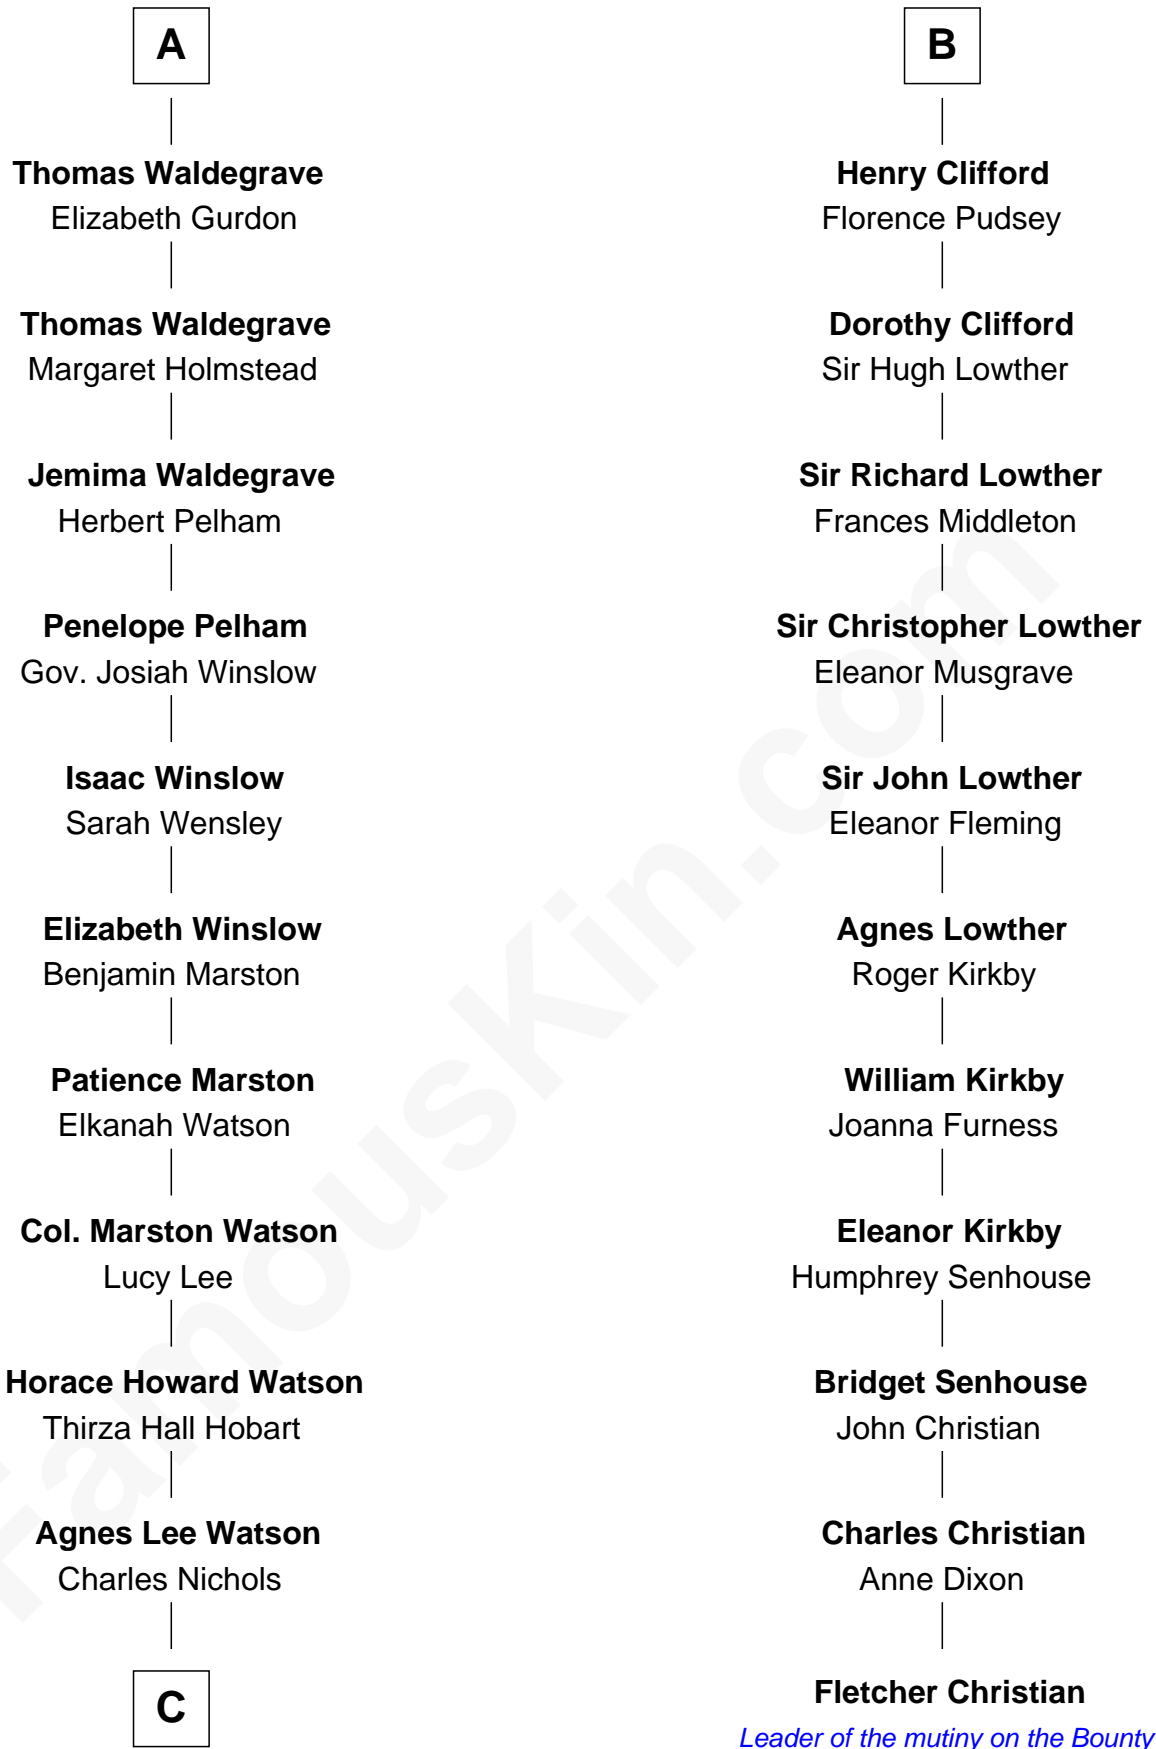 A
Thomas Waldegrave
Elizabeth Gurdon
Thomas Waldegrave
Margaret Holmstead
Jemima Waldegrave
Herbert Pelham
Penelope Pelham
Gov. Josiah Winslow
Isaac Winslow
Sarah Wensley
Elizabeth Winslow
Benjamin Marston
Patience Marston
Elkanah Watson
Col. Marston Watson
Lucy Lee
Horace Howard Watson
Thirza Hall Hobart
Agnes Lee Watson
Charles Nichols
C
B
Henry Clifford
Florence Pudsey
Dorothy Clifford
Sir Hugh Lowther
Sir Richard Lowther
Frances Middleton
Sir Christopher Lowther
Eleanor Musgrave
Sir John Lowther
Eleanor Fleming
Agnes Lowther
Roger Kirkby
William Kirkby
Joanna Furness
Eleanor Kirkby
Humphrey Senhouse
Bridget Senhouse
John Christian
Charles Christian
Anne Dixon
Fletcher Christian
Leader of the mutiny on the Bounty
FamousKin.com